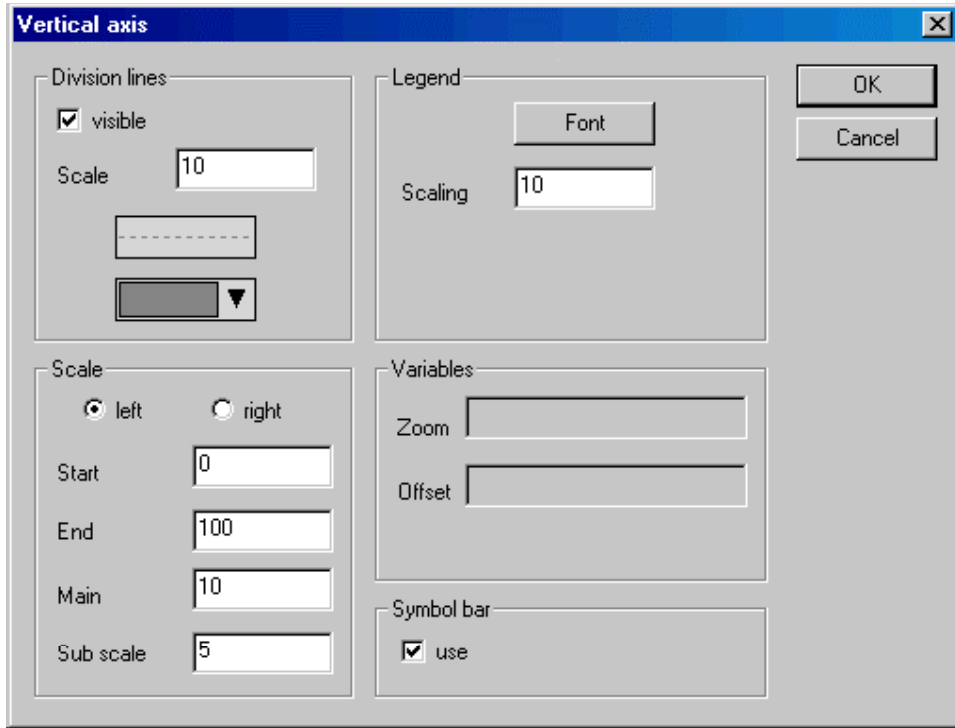 Vertical axis
Division lines
visible
Scale 10
Legend
Font
Scaling 10
OK
Cancel
Scale
left right
Start 0
End 100
Main 10
Sub scale 5
Variables
Zoom
Offset
Symbol bar
use